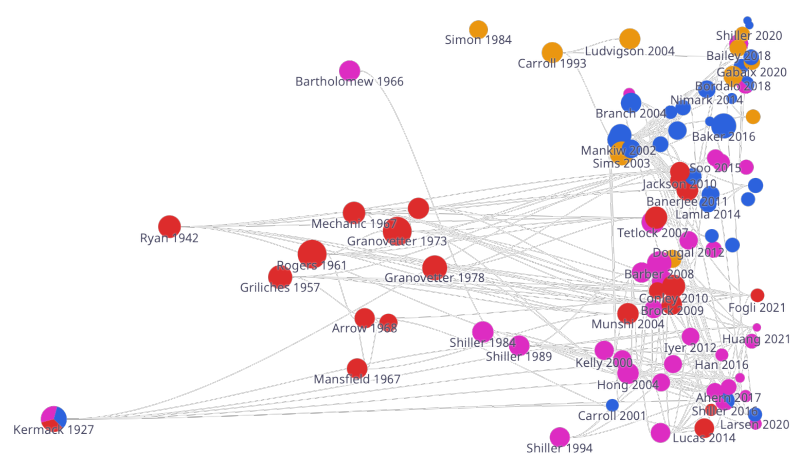 Shiller 2020
Simon 1984
Ludvigson 2004
Bailey 2018
Carroll 1993
Gabaix 2020
Bartholomew 1966
Bordalo 2018
Nimark 2014
Branch 2004
Baker 2016
Mankiw 2002
Sims 2003
Soo 2015
Jackson 2010
Banerjee 2011
Lamla 2014
Mechanic 1962
Tetlock 2007
Ryan 1942
Granovetter 1973
Dougal 2012
Rogers 1961
Barber 2008
Granovetter 1978
Griliches 1957
Conley 2010
Fogli 2021
Brock 2009
Munshi 2004
Arrow 1968
Huang 2021
Shiller 1984
Iyer 2012
Shiller 1989
Kelly 2000
Han 2016
Mansfield 1967
Hong 2004
Ahern 2017
Shiller 2016
Carroll 2001
Larsen 2020
Kermack 1927
Lucas 2014
Shiller 1994